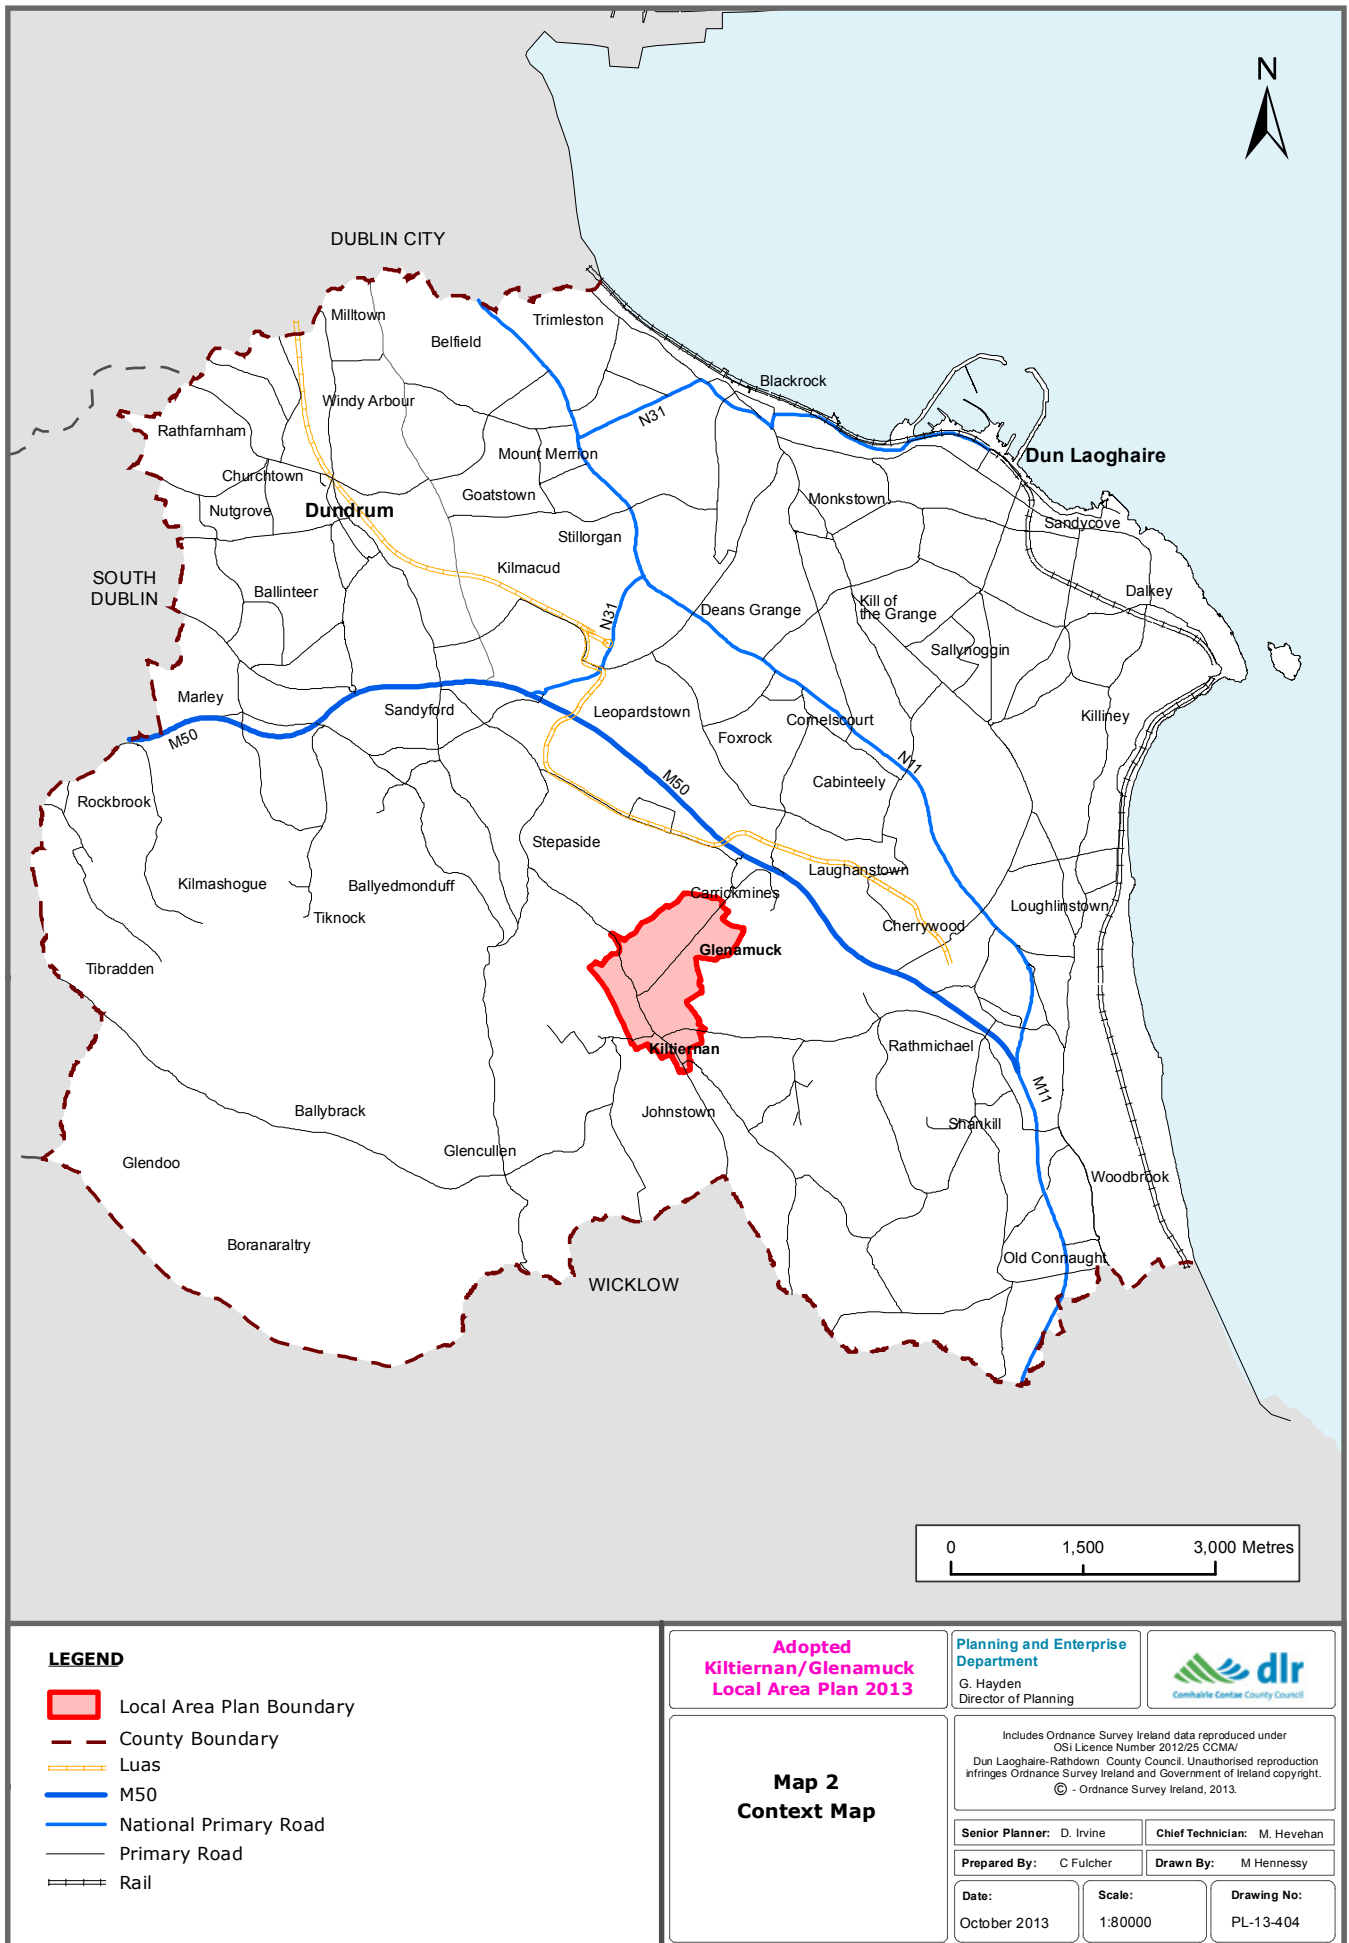 N
DUBLIN CITY
Milltown
Trimleston
Belfield
Blackrock
Windy Arbour
N31
Rathfarnham
Mount Merrion
Dun Laoghaire
Churchtown
Goatstown
Monkstown
Nutgrove
Dundrum
Sandycove
Stillorgan
Kilmacud
SOUTH
DUBLIN
Ballinteer
Dalkey
Deans Grange
Kill of
the Grange
N31
Sallynoggin
Marley
Sandyford
Leopardstown
Cornelscourt
Killiney
M50
Foxrock
N11
M50
Cabinteely
Rockbrook
Stepaside
Laughanstown
Kilmashogue
Ballyedmonduff
Carrickmines
Loughlinstown
Tiknock
Cherrywood
Glenamuck
Tibradden
Kiltiernan
Rathmichael
M11
Ballybrack
Johnstown
Shankill
Glendoo
Glencullen
Woodbrook
Boranaraltry
Old Connaught
WICKLOW
0
1,500
3,000 Metres
LEGEND
Local Area Plan Boundary
County Boundary
Luas
M50
National Primary Road
Primary Road
Rail
Adopted
Kiltiernan/Glenamuck
Local Area Plan 2013
Planning and Enterprise
Department
G. Hayden
Director of Planning
dlr
Comhairle Contae County Council
Map 2
Context Map
Includes Ordnance Survey Ireland data reproduced under
OSi Licence Number 2012/25 CCMA/
Dun Laoghaire-Rathdown County Council. Unauthorised reproduction
infringes Ordnance Survey Ireland and Government of Ireland copyright.
© - Ordnance Survey Ireland, 2013.
Senior Planner: D. Irvine
Chief Technician: M. Hevehan
Prepared By: C Fulcher
Drawn By: M Hennessy
Date:
October 2013
Scale:
1:80000
Drawing No:
PL-13-404